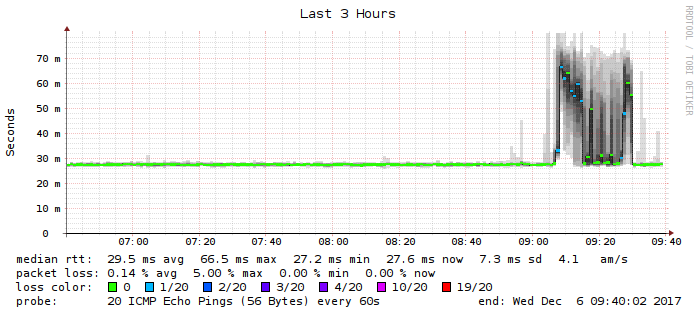 Last 3 Hours
RRDTOOL / TOBI OETIKER
Seconds
70 m
60 m
50 m
40 m
30 m
20 m
10 m
0
07:00 07:20 07:40 08:00 08:20 08:40 09:00 09:20 09:40
median rtt: 29.5 ms avg 66.5 ms max 27.2 ms min 27.6 ms now 7.3 ms sd 4.1 am/s
packet loss: 0.14 % avg 5.00 % max 0.00 % min 0.00 % now
loss color: 0 1/20 2/20 3/20 4/20 10/20 19/20
probe: 20 ICMP Echo Pings (56 Bytes) every 60s end: Wed Dec 6 09:40:02 2017